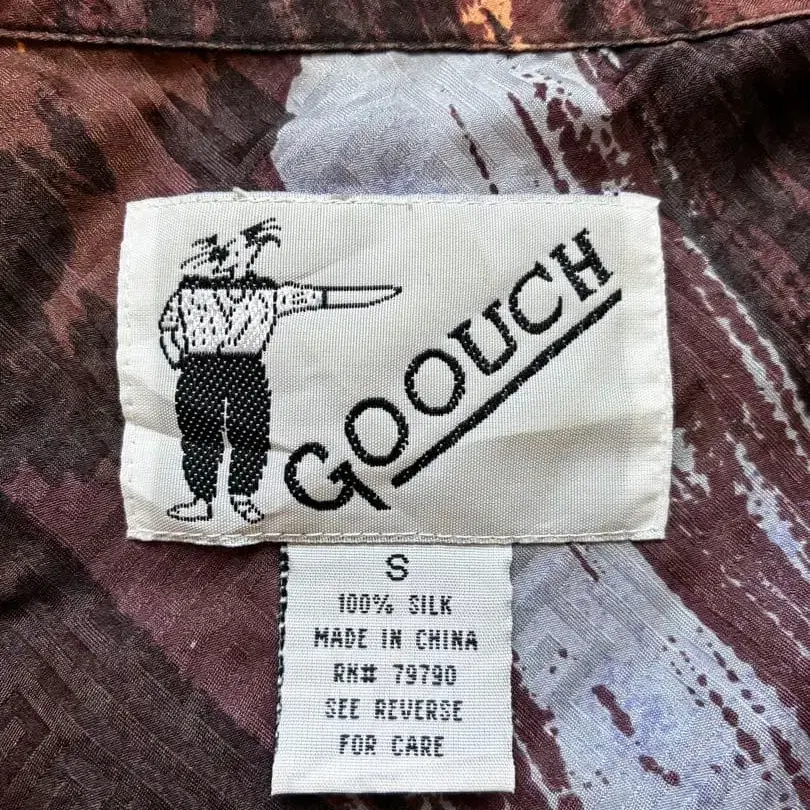 GOOUCH
S
100% SILK
MADE IN CHINA
RN# 79790
SEE REVERSE
FOR CARE